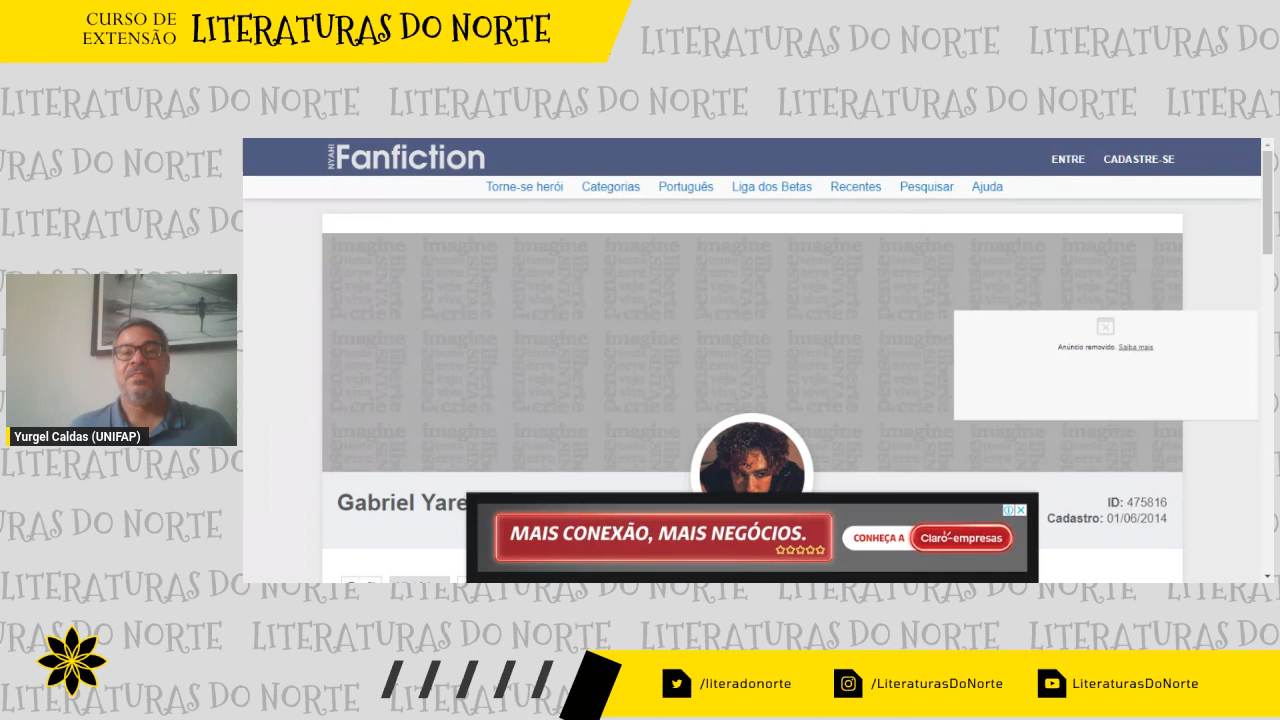 CURSO DE
EXTENSÃO
LITERATURAS DO NORTE
LITERATURAS DO NORTE
NYAH!
Fanfiction
ENTRE
CADASTRE-SE
Torne-se herói
Categorias
Português
Liga dos Betas
Recentes
Pesquisar
Ajuda
Anúncio removido. Saiba mais
Yurgel Caldas (UNIFAP)
Gabriel Yare
ID: 475816
Cadastro: 01/06/2014
MAIS CONEXÃO, MAIS NEGÓCIOS.
CONHEÇA A
Claro-empresas
/literadonorte
/LiteraturasDoNorte
LiteraturasDoNorte